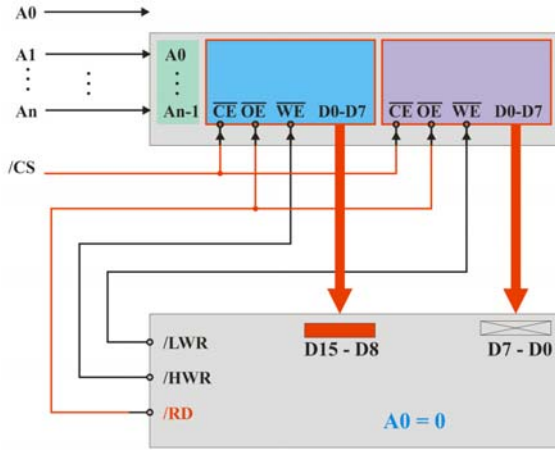 A0
A1
An
A0
An-1
CE OE WE D0-D7
CE OE WE D0-D7
/CS
/LWR
/HWR
/RD
D15 - D8
D7 - D0
A0 = 0